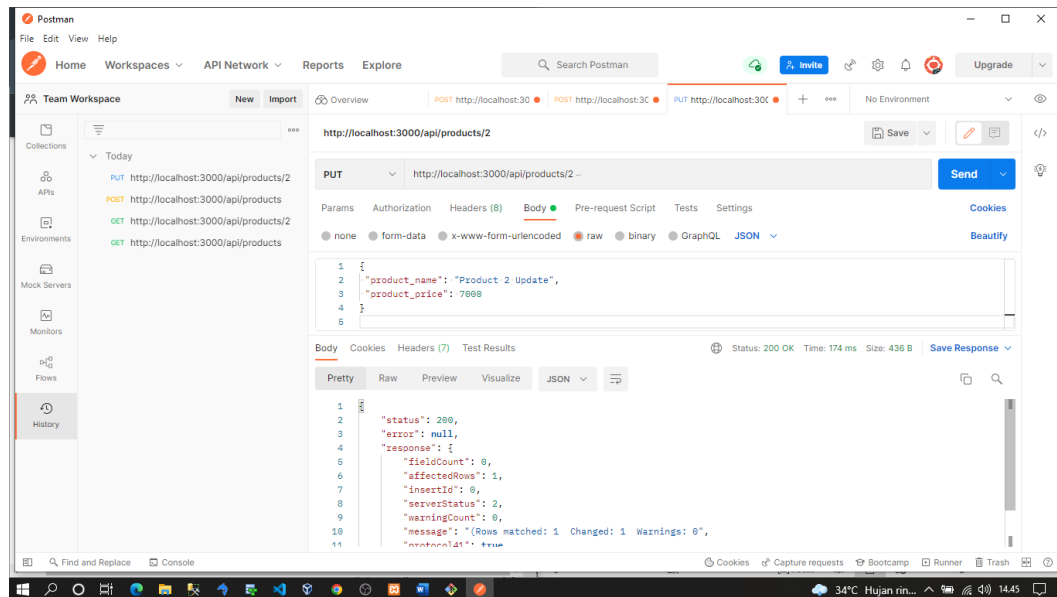 Postman
File Edit View Help
Home Workspaces API Network Reports Explore Search Postman Invite Upgrade
Team Workspace New Import Overview POST http://localhost:30 POST http://localhost:3C PUT http://localhost:300 No Environment
Collections
APIs
Environments
Mock Servers
Monitors
Flows
History
Today
PUT http://localhost:3000/api/products/2
POST http://localhost:3000/api/products
GET http://localhost:3000/api/products/2
GET http://localhost:3000/api/products
http://localhost:3000/api/products/2 Save
PUT http://localhost:3000/api/products/2 Send
Params Authorization Headers (8) Body Pre-request Script Tests Settings Cookies
none form-data x-www-form-urlencoded raw binary GraphQL JSON Beautify
1 {
2 "product_name": "Product 2 Update",
3 "product_price": 7008
4 }
5
Body Cookies Headers (7) Test Results Status: 200 OK Time: 174 ms Size: 436 B Save Response
Pretty Raw Preview Visualize JSON
1 {
2 "status": 200,
3 "error": null,
4 "response": {
5 "fieldCount": 0,
6 "affectedRows": 1,
7 "insertId": 0,
8 "serverStatus": 2,
9 "warningCount": 0,
10 "message": "(Rows matched: 1 Changed: 1 Warnings: 0",
11 "protocol41": true
Find and Replace Console Cookies Capture requests Bootcamp Runner Trash
34°C Hujan rin... 14.45